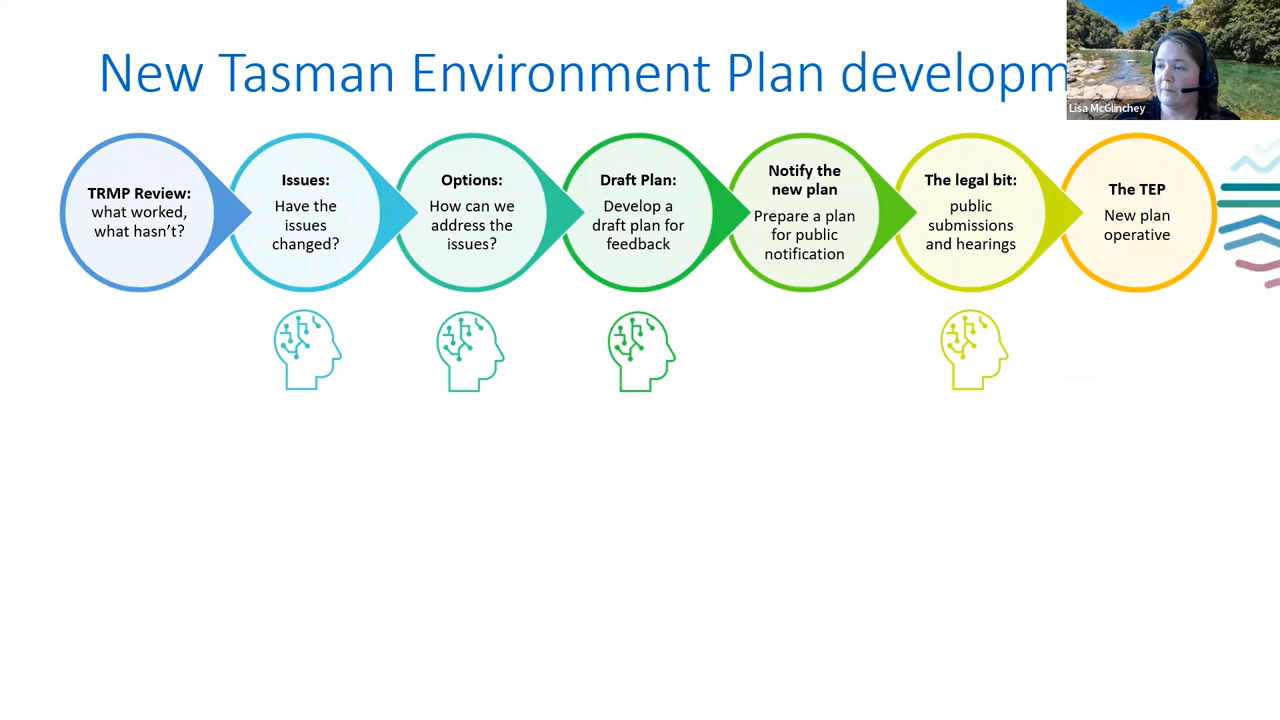 New Tasman Environment Plan developm
Lisa McGlinchey
TRMP Review:
what worked,
what hasn't?
Issues:
Have the
issues
changed?
Options:
How can we
address the
issues?
Draft Plan:
Develop a
draft plan for
feedback
Notify the
new plan
Prepare a plan
for public
notification
The legal bit:
public
submissions
and hearings
The TEP
New plan
operative